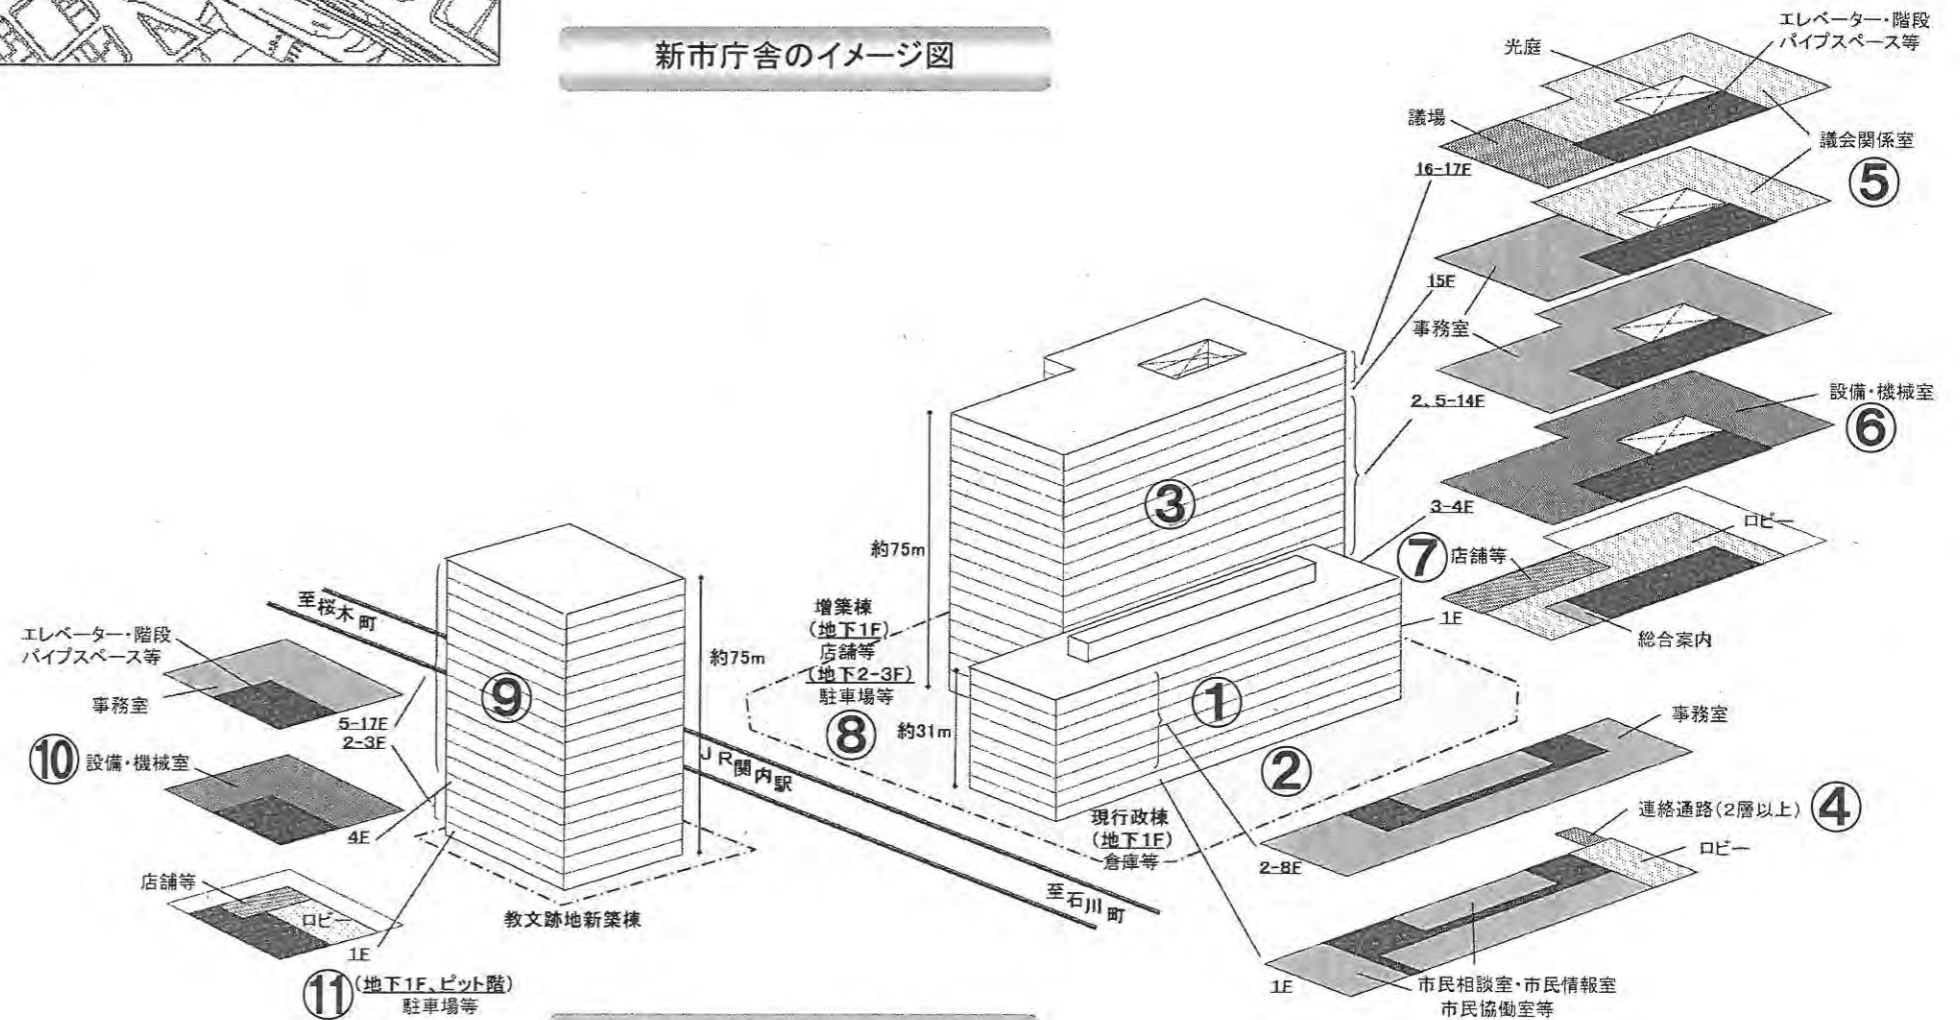 新市庁舎のイメージ図
エレベーター・階段
パイプスペース等
光庭
議場
議会関係室
⑤
16-17F
15F
事務室
2、5-14F
設備・機械室
⑥
3-4F
⑦ 店舗等
ロビー
1F
総合案内
③
約75m
増築棟
(地下1F)
店舗等
(地下2-3F)
駐車場等
⑧
約31m
①
②
現行政棟
(地下1F)
倉庫等
事務室
2-8F
連絡通路(2層以上) ④
ロビー
1F
市民相談室・市民情報室
市民協働室等
至桜木町
エレベーター・階段
パイプスペース等
事務室
⑨
約75m
5-17F
2-3F
⑩ 設備・機械室
4F
JR関内駅
至石川町
店舗等
ロビー
1F
教文跡地新築棟
⑪ (地下1F、ピット階)
駐車場等